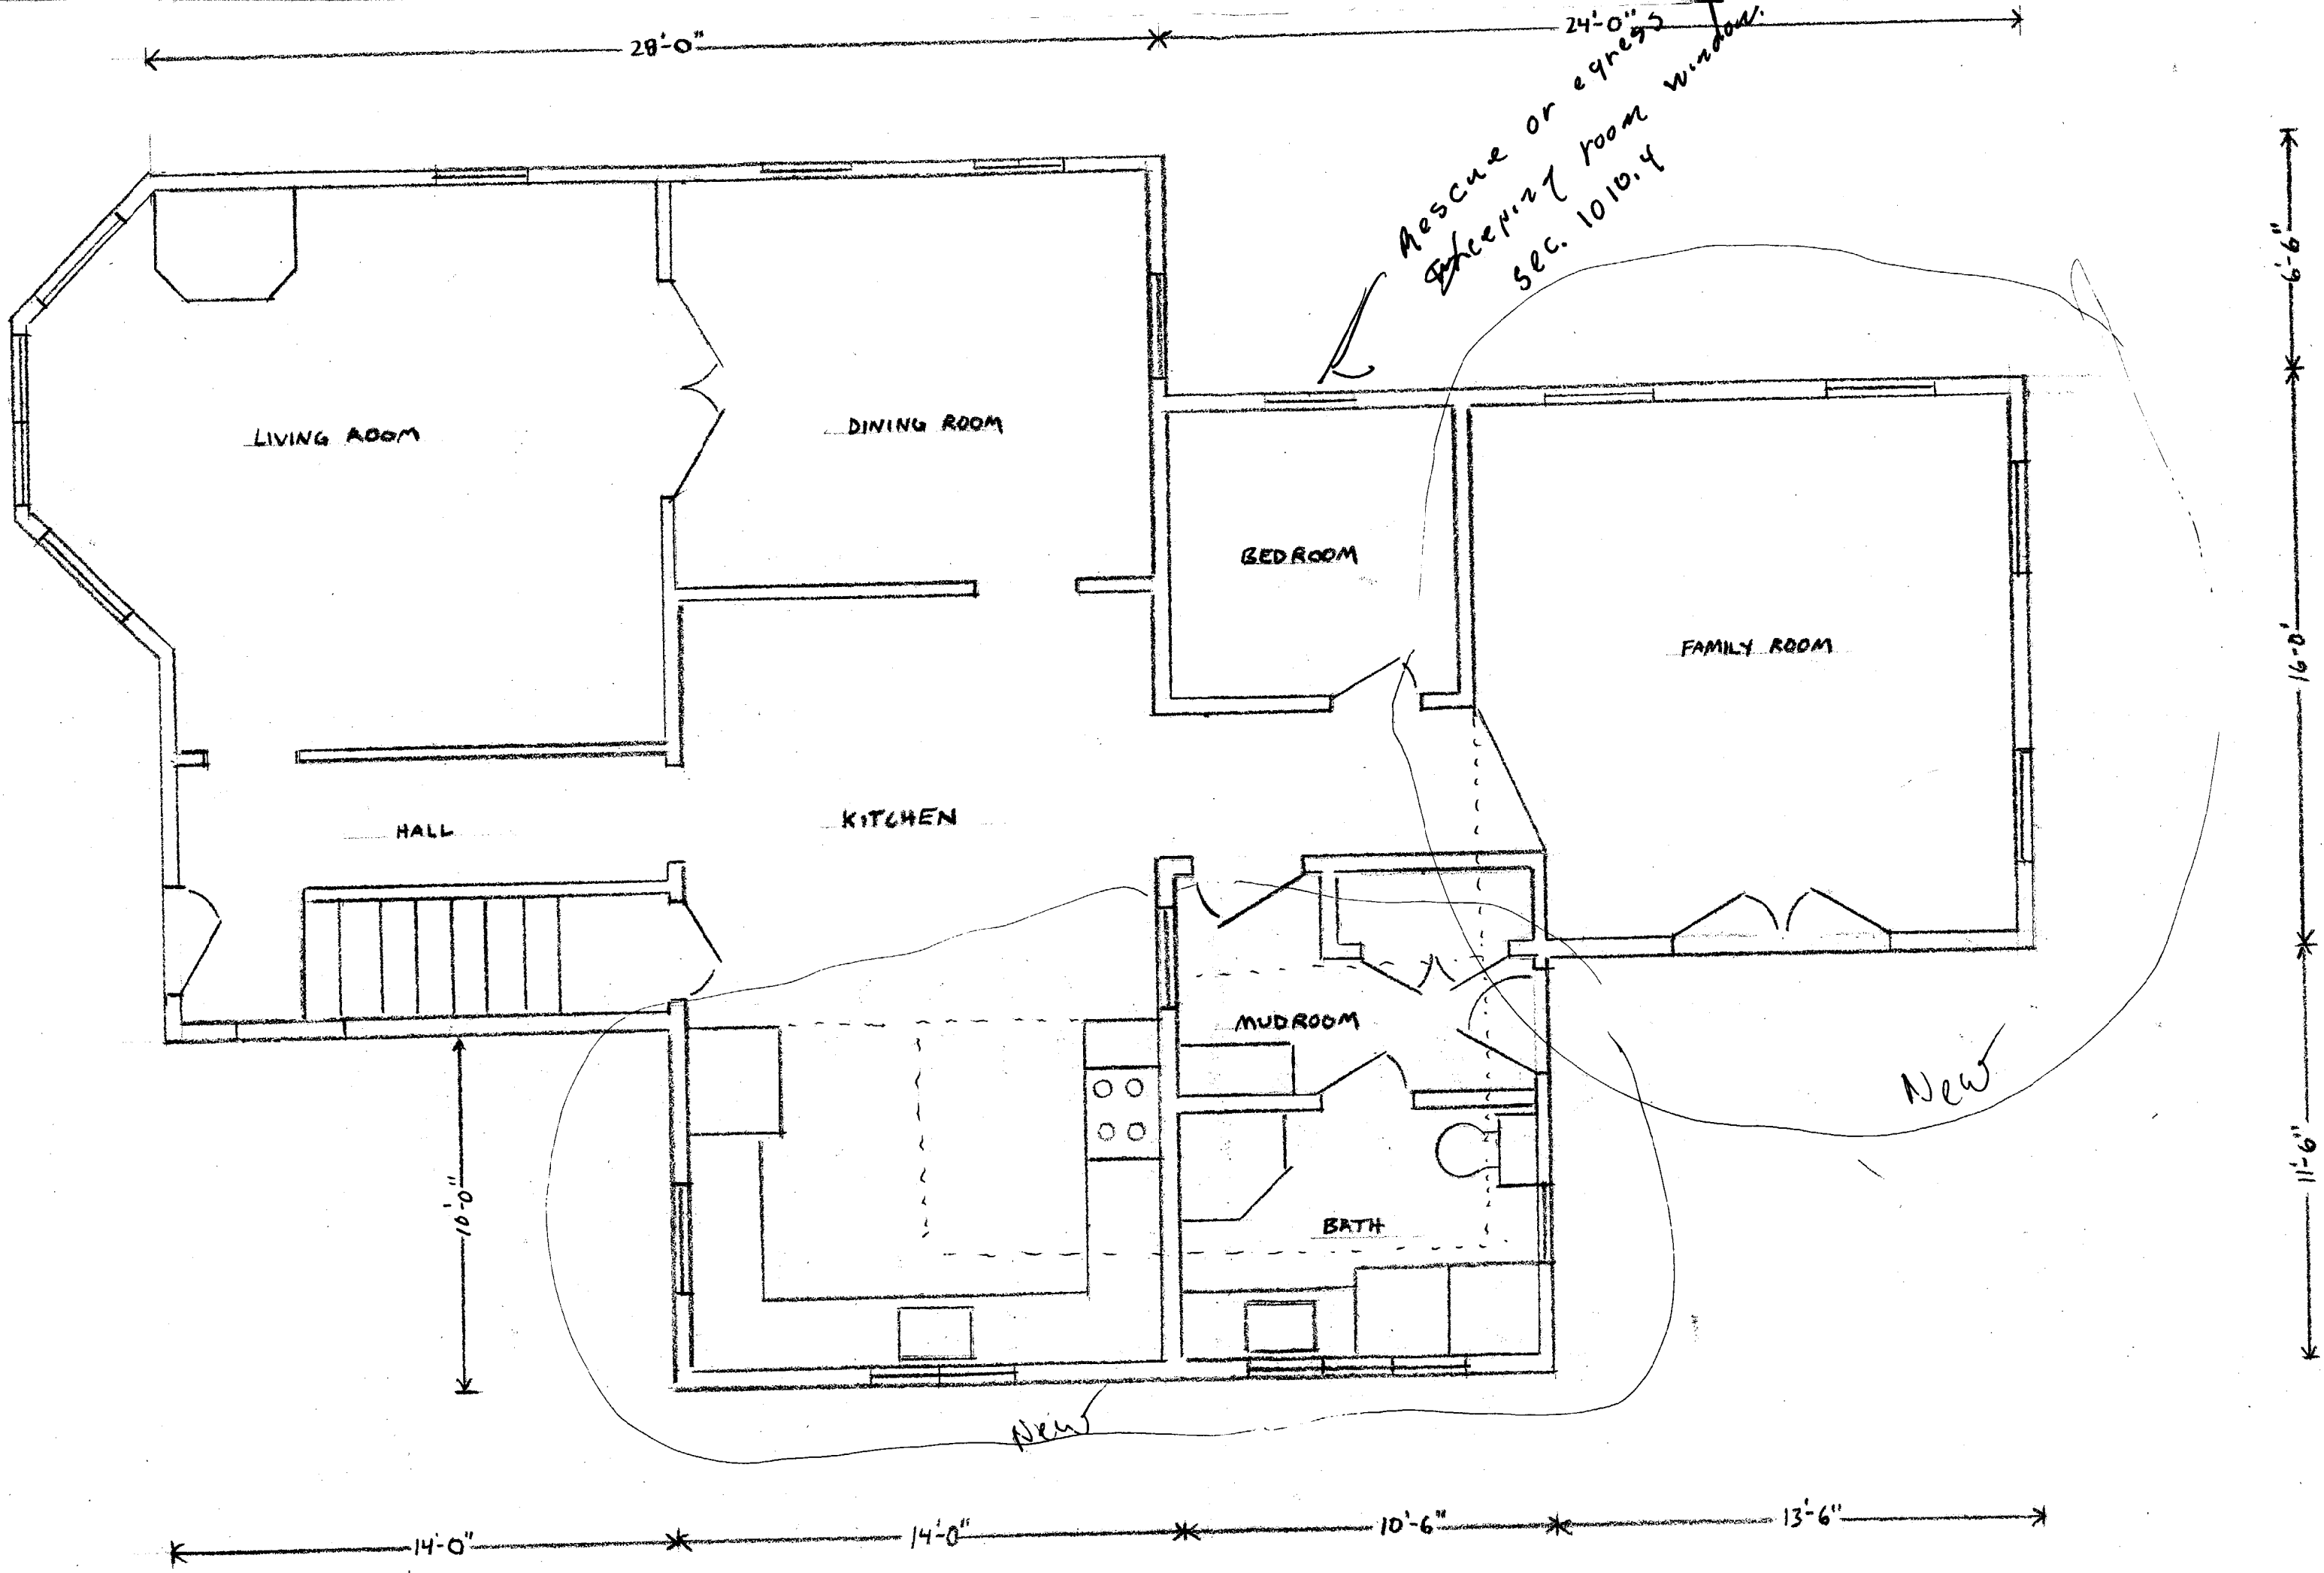 28'-0"
24'-0"
Rescue or egress
sleeping room window.
sec. 1010.4
6'-6"
LIVING ROOM
DINING ROOM
BEDROOM
FAMILY ROOM
16'-0"
HALL
KITCHEN
MUDROOM
New
10'-0"
BATH
11'-6"
New
14'-0"
14'-0"
10'-6"
13'-6"